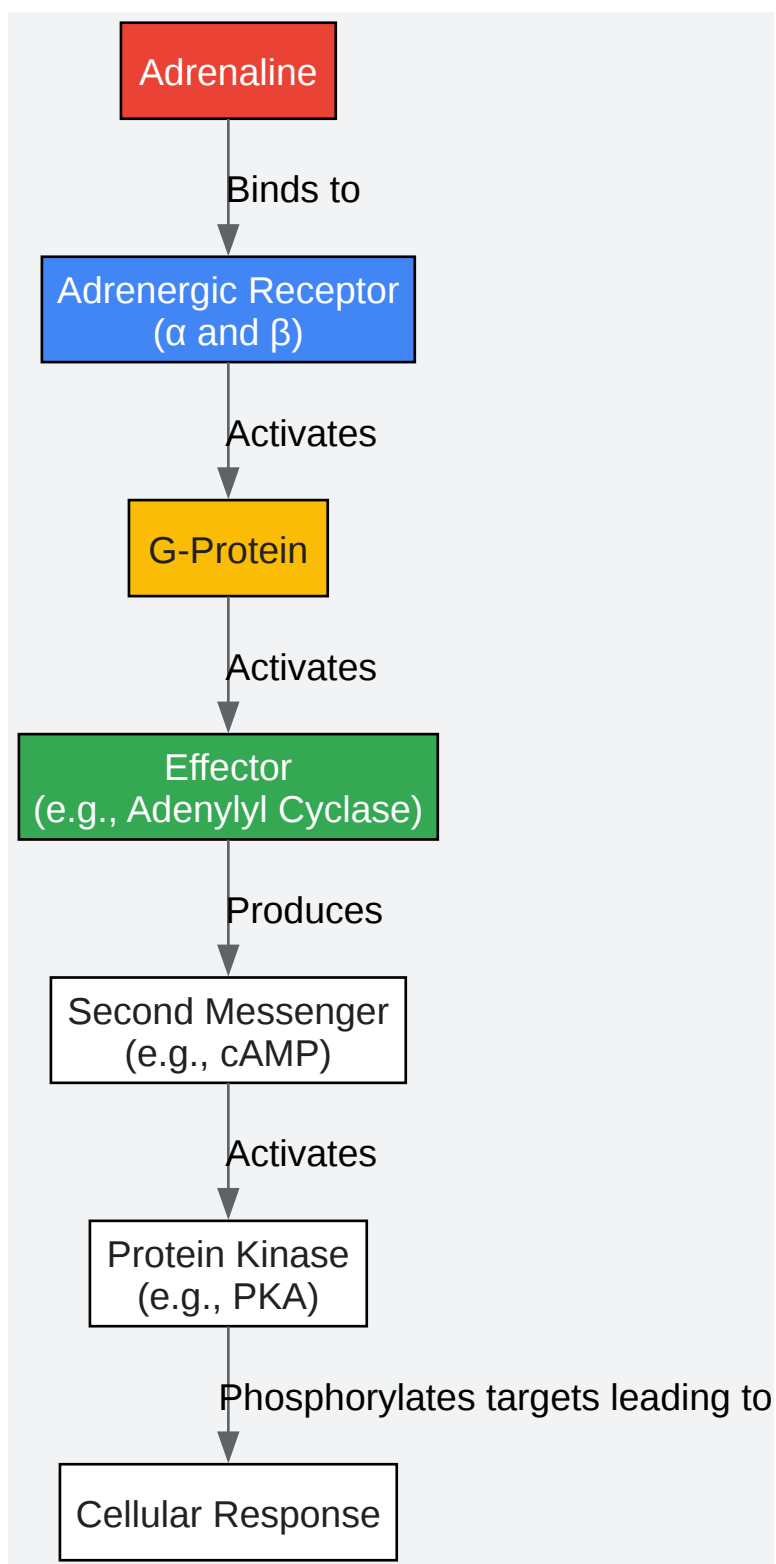 Adrenaline
Binds to
Adrenergic Receptor
(α and β)
Activates
G-Protein
Activates
Effector
(e.g., Adenylyl Cyclase)
Produces
Second Messenger
(e.g., cAMP)
Activates
Protein Kinase
(e.g., PKA)
Phosphorylates targets leading to
Cellular Response